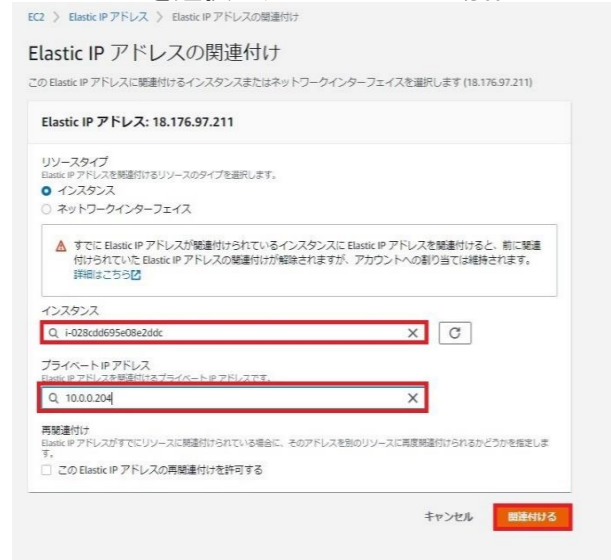 EC2 > Elastic IP アドレス > Elastic IP アドレスの関連付け
Elastic IP アドレスの関連付け
この Elastic IP アドレスに関連付けるインスタンスまたはネットワークインターフェイスを選択します (18.176.97.211)
Elastic IP アドレス: 18.176.97.211
リソースタイプ
Elastic IP アドレスを関連付けるリソースのタイプを選択します。
インスタンス
ネットワークインターフェイス
すでに Elastic IP アドレスが関連付けられているインスタンスに Elastic IP アドレスを関連付けると、前に関連
付けられていた Elastic IP アドレスの関連付けが解除されますが、アカウントへの割り当ては維持されます。
詳細はこちら
インスタンス
i-028cdd695e08e2ddc
プライベート IP アドレス
Elastic IP アドレスを関連付けるプライベート IP アドレスです。
10.0.0.204
再関連付け
Elastic IP アドレスがすでにリソースに関連付けられている場合に、そのアドレスを別のリソースに再度関連付けられるかどうかを指定しま
す。
この Elastic IP アドレスの再関連付けを許可する
キャンセル 関連付ける